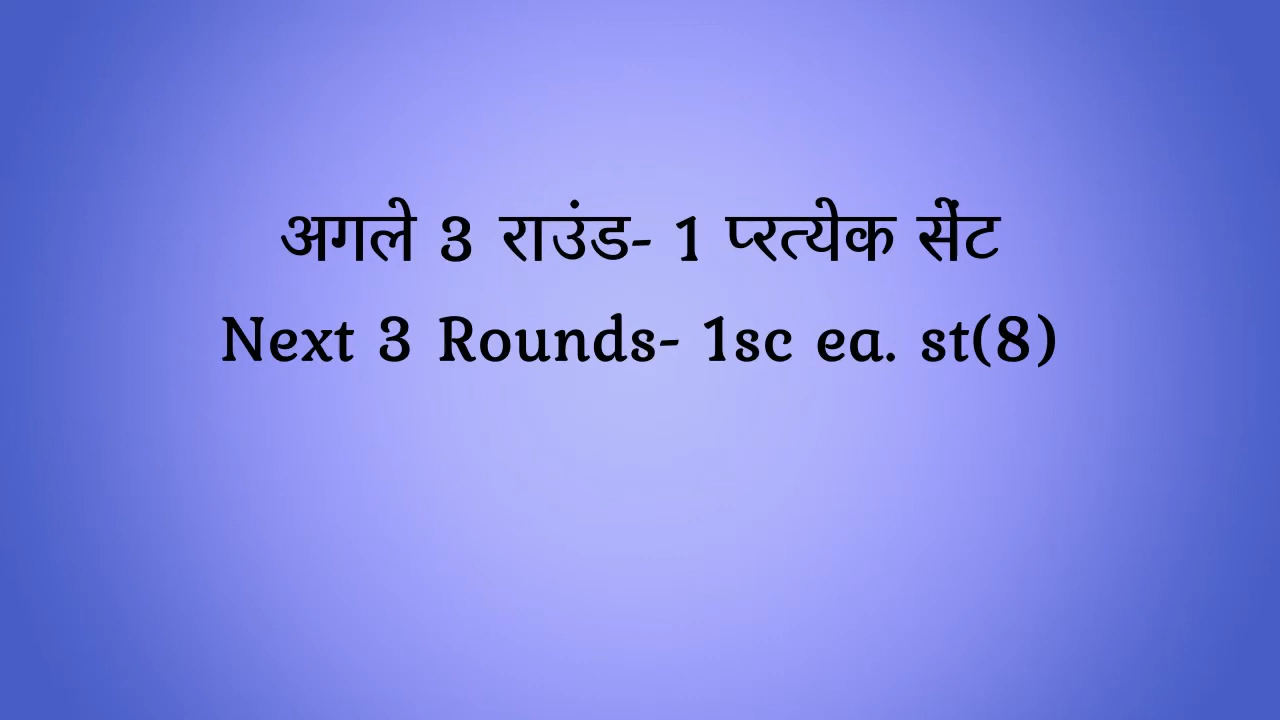 अगले 3 राउंड- 1 प्रत्येक सेंट
Next 3 Rounds- 1sc ea. st(8)